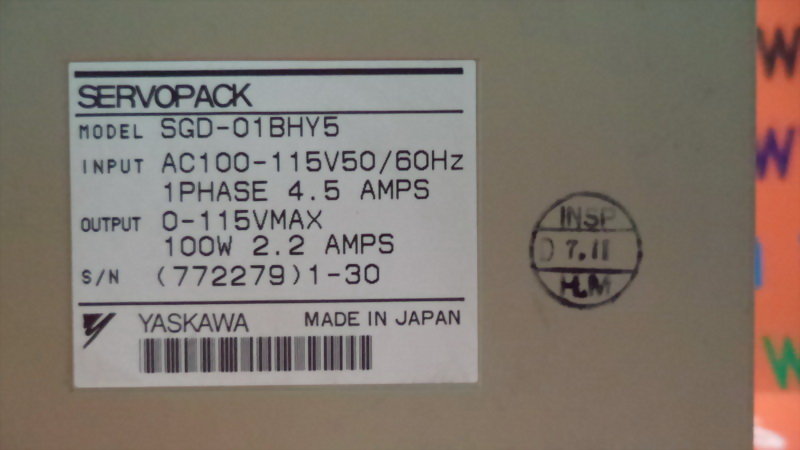 SERVOPACK
MODEL SGD-01BHY5
INPUT AC100-115V50/60Hz
1PHASE 4.5 AMPS
OUTPUT 0-115VMAX
100W 2.2 AMPS
S/N (772279)1-30
YASKAWA MADE IN JAPAN
INSP
D 7.11
H.M
W
W
W